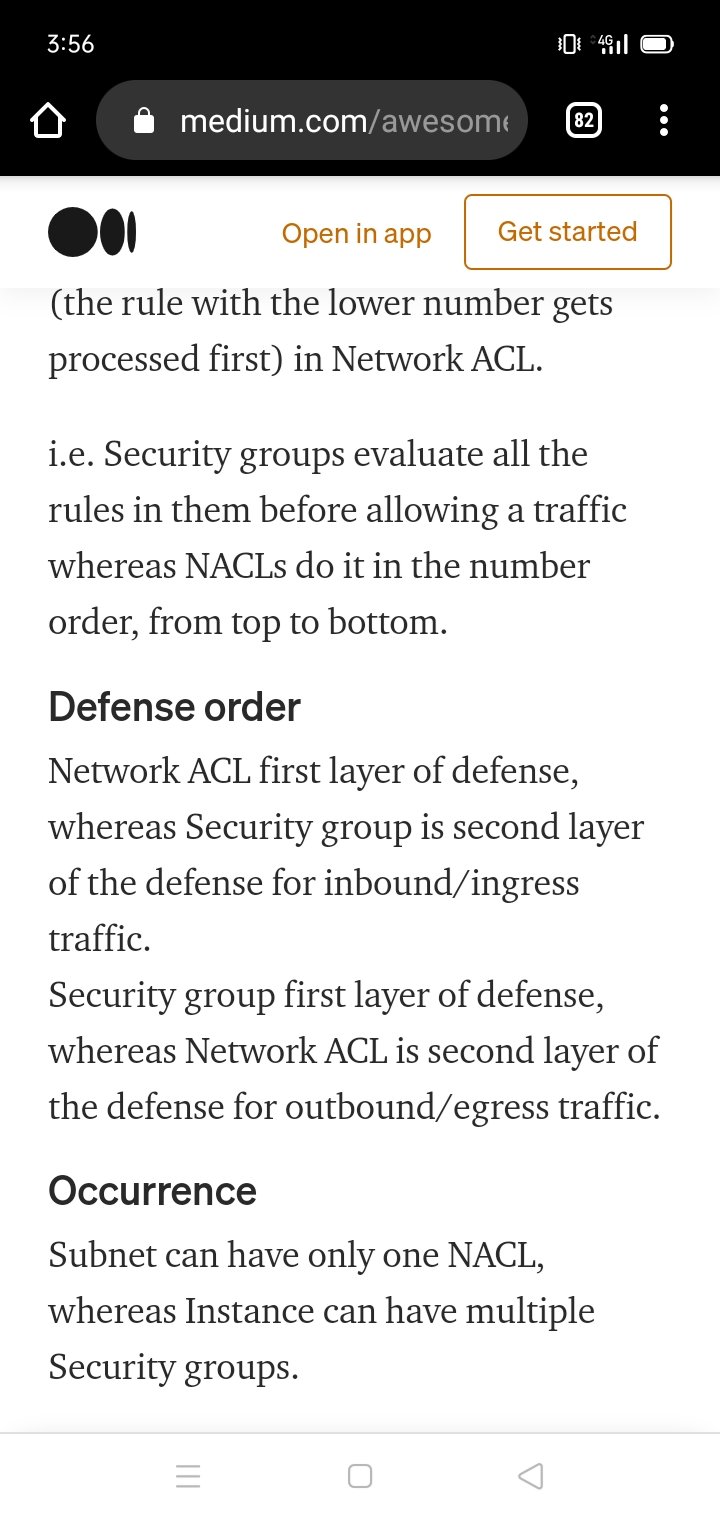 3:56
4G
medium.com/awesome
82
Open in app
Get started
(the rule with the lower number gets
processed first) in Network ACL.
i.e. Security groups evaluate all the
rules in them before allowing a traffic
whereas NACLs do it in the number
order, from top to bottom.
Defense order
Network ACL first layer of defense,
whereas Security group is second layer
of the defense for inbound/ingress
traffic.
Security group first layer of defense,
whereas Network ACL is second layer of
the defense for outbound/egress traffic.
Occurrence
Subnet can have only one NACL,
whereas Instance can have multiple
Security groups.